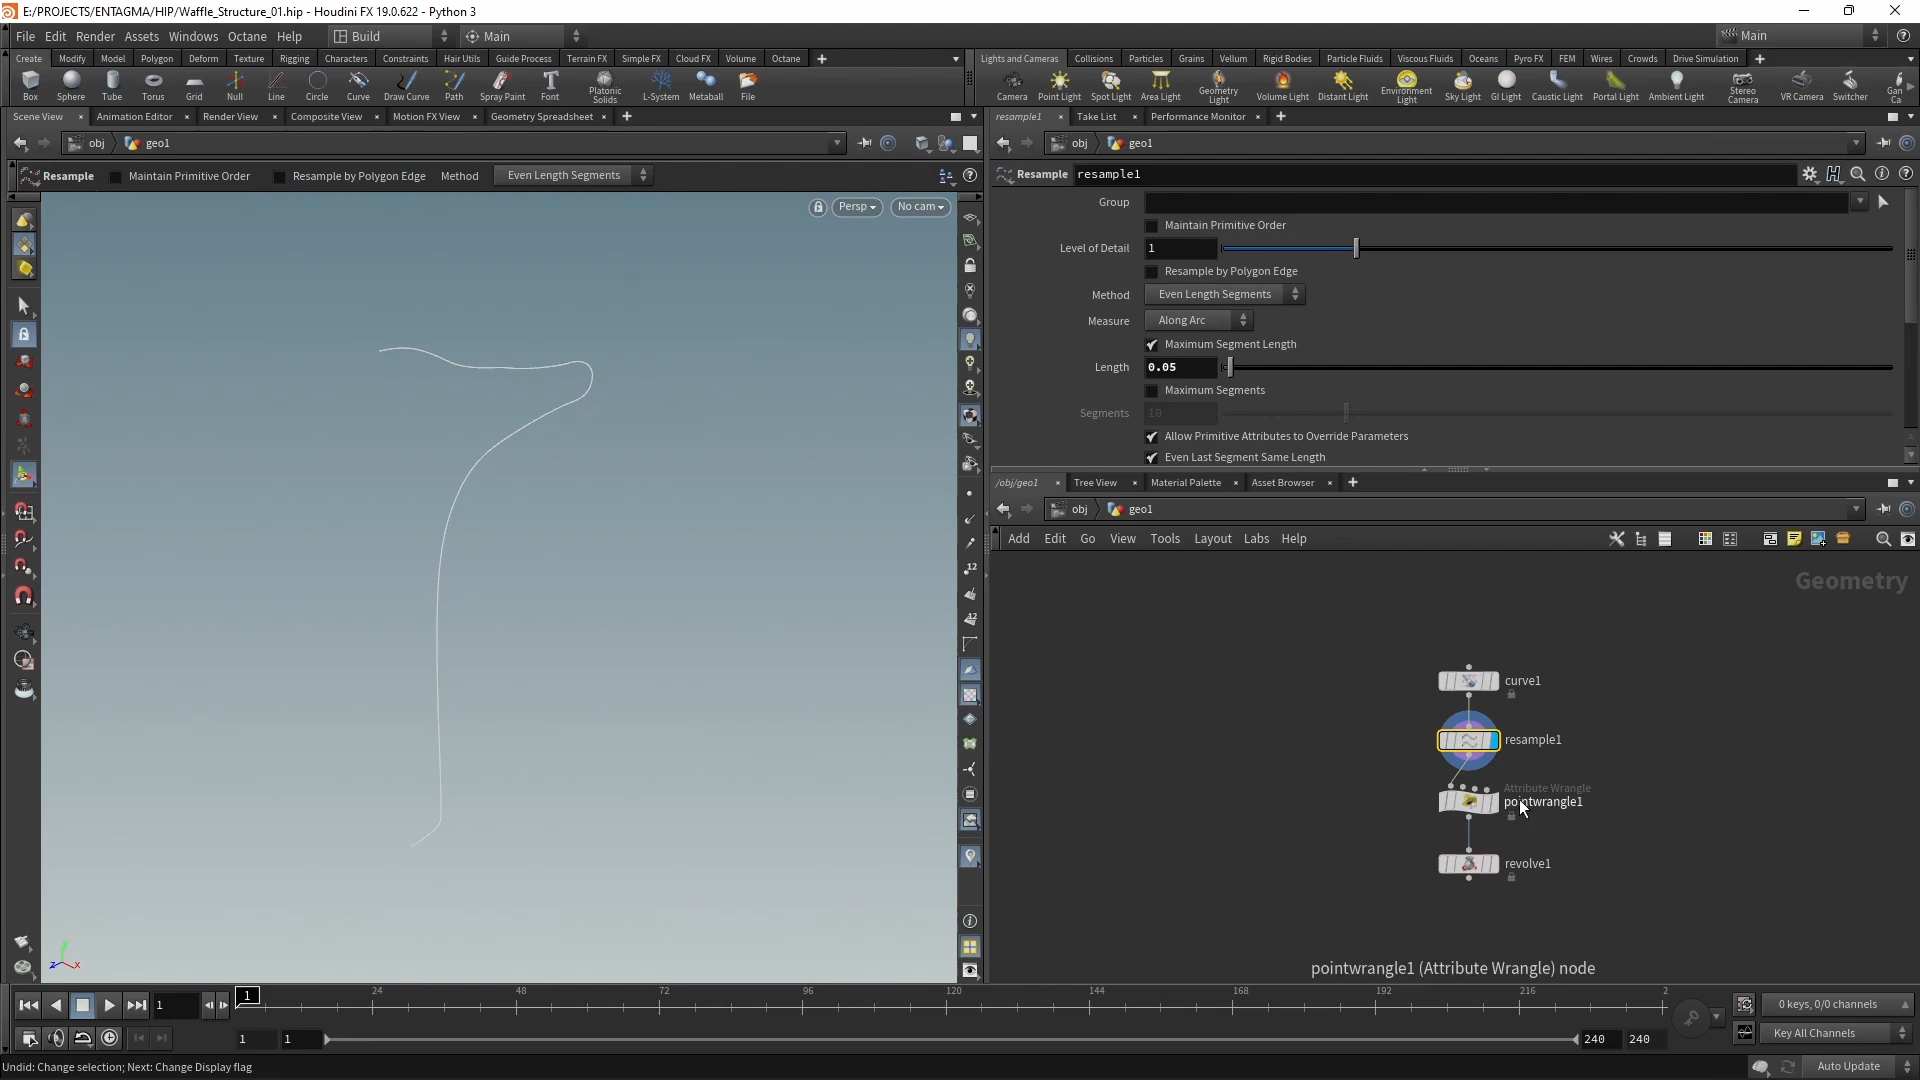 E:/PROJECTS/ENTAGMA/HIP/Waffle_Structure_01.hip - Houdini FX 19.0.622 - Python 3
File Edit Render Assets Windows Octane Help Build Main Main
Create Modify Model Polygon Deform Texture Rigging Characters Constraints Hair Utils Guide Process Terrain FX Simple FX Cloud FX Volume Octane
Lights and Cameras Collisions Particles Grains Vellum Rigid Bodies Particle Fluids Viscous Fluids Oceans Pyro FX FEM Wires Crowds Drive Simulation
Box Sphere Tube Torus Grid Null Line Circle Curve Draw Curve Path Spray Paint Font Platonic Solids L-System Metaball File
Camera Point Light Spot Light Area Light Geometry Light Volume Light Distant Light Environment Light Sky Light GI Light Caustic Light Portal Light Ambient Light Stereo Camera VR Camera Switcher Gan Ca
Scene View Animation Editor Render View Composite View Motion FX View Geometry Spreadsheet
resample1 Take List Performance Monitor
obj geo1
obj geo1
Resample Maintain Primitive Order Resample by Polygon Edge Method Even Length Segments
Resample resample1
Persp No cam
Group
Maintain Primitive Order
Level of Detail 1
Resample by Polygon Edge
Method Even Length Segments
Measure Along Arc
Maximum Segment Length
Length 0.05
Maximum Segments
Segments 10
Allow Primitive Attributes to Override Parameters
Even Last Segment Same Length
/obj/geo1 Tree View Material Palette Asset Browser
obj geo1
Add Edit Go View Tools Layout Labs Help
Geometry
12
12
curve1
resample1
Attribute Wrangle
pointwrangle1
revolve1
pointwrangle1 (Attribute Wrangle) node
z x
1 1 24 48 72 96 120 144 168 192 216 2
0 keys, 0/0 channels
1 1 240 240
Key All Channels
Undid: Change selection; Next: Change Display flag
Auto Update